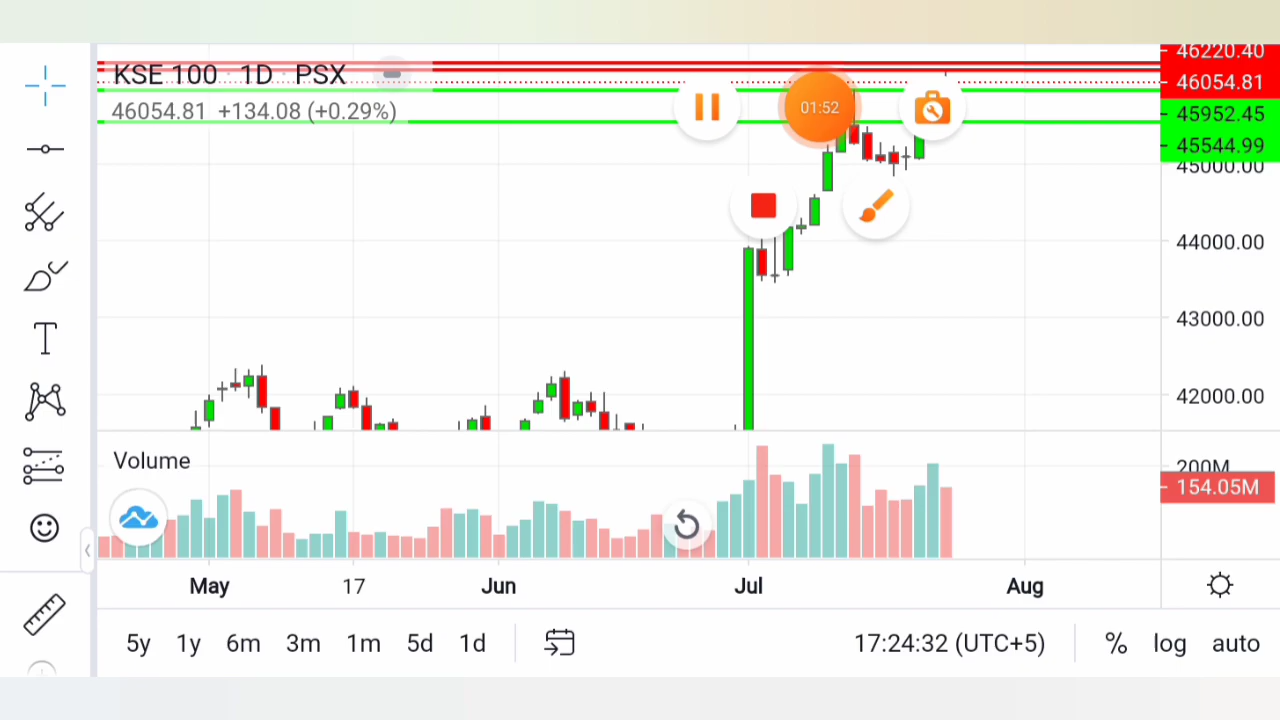 KSE 100 · 1D · PSX
46054.81 +134.08 (+0.29%)
01:52
46220.40
46054.81
45952.45
45544.99
45000.00
44000.00
43000.00
42000.00
Volume
200M
154.05M
May
17
Jun
Jul
Aug
5y 1y 6m 3m 1m 5d 1d
17:24:32 (UTC+5)
% log auto